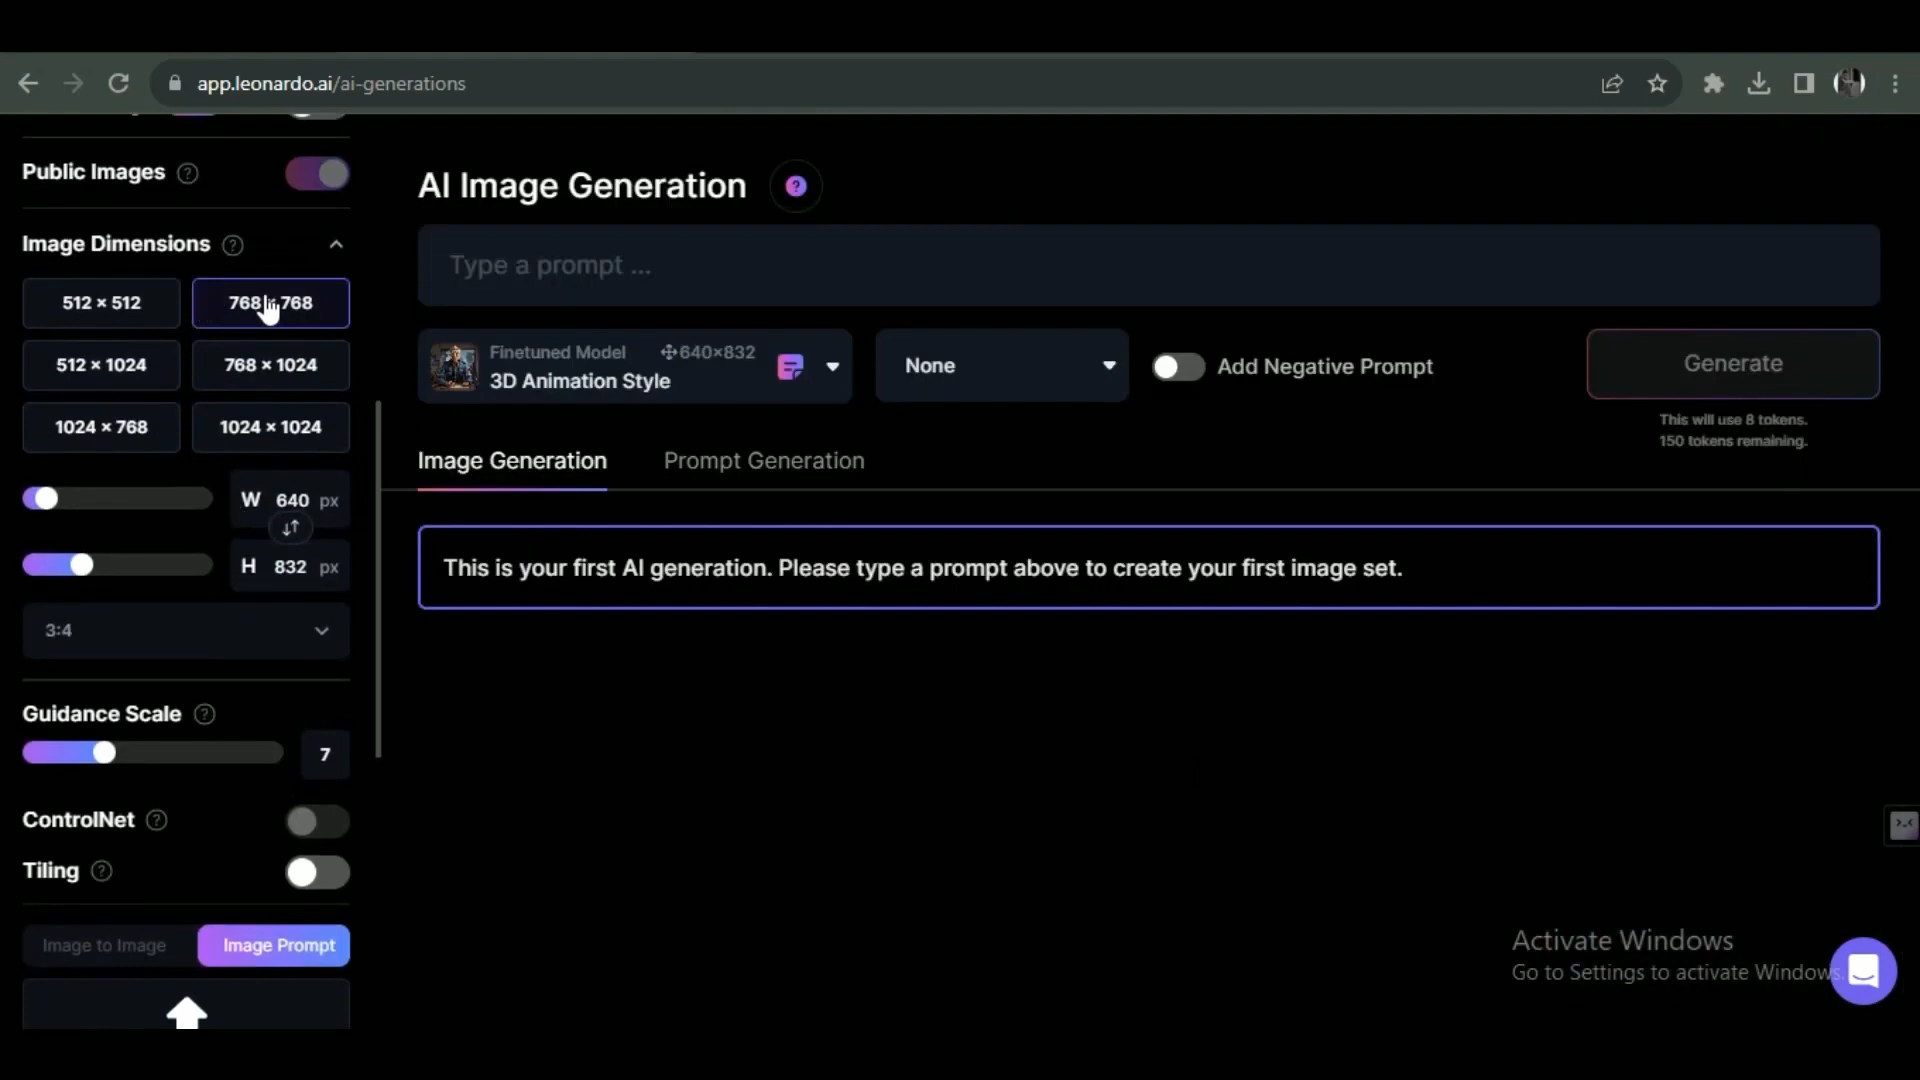 app.leonardo.ai/ai-generations
Public Images
Image Dimensions
512 × 512
768 × 768
512 × 1024
768 × 1024
1024 × 768
1024 × 1024
W 640 px
H 832 px
3:4
Guidance Scale
7
ControlNet
Tiling
Image to Image
Image Prompt
AI Image Generation
Type a prompt ...
Finetuned Model
640×832
3D Animation Style
None
Add Negative Prompt
Generate
This will use 8 tokens.
150 tokens remaining.
Image Generation
Prompt Generation
This is your first AI generation. Please type a prompt above to create your first image set.
Activate Windows
Go to Settings to activate Windows.